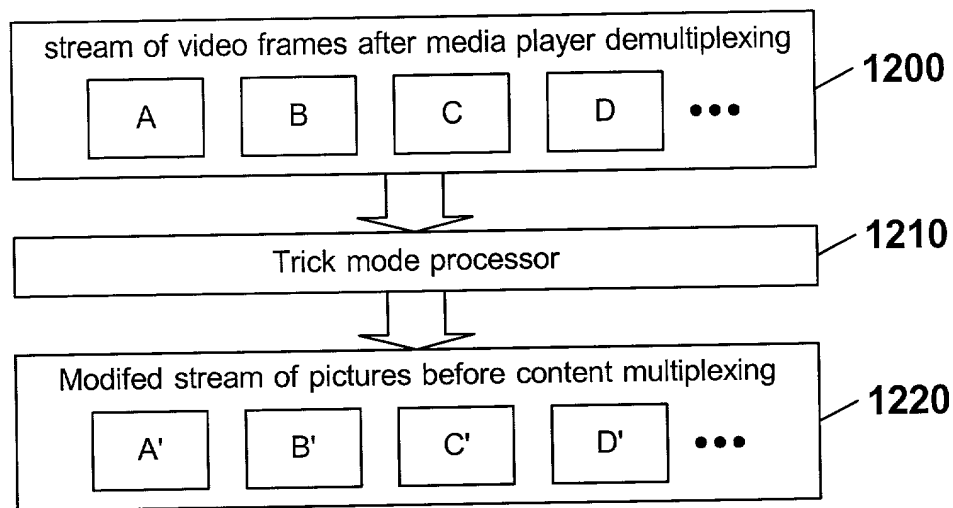 stream of video frames after media player demultiplexing
1200
A B C D •••
Trick mode processor
1210
Modifed stream of pictures before content multiplexing
1220
A' B' C' D' •••